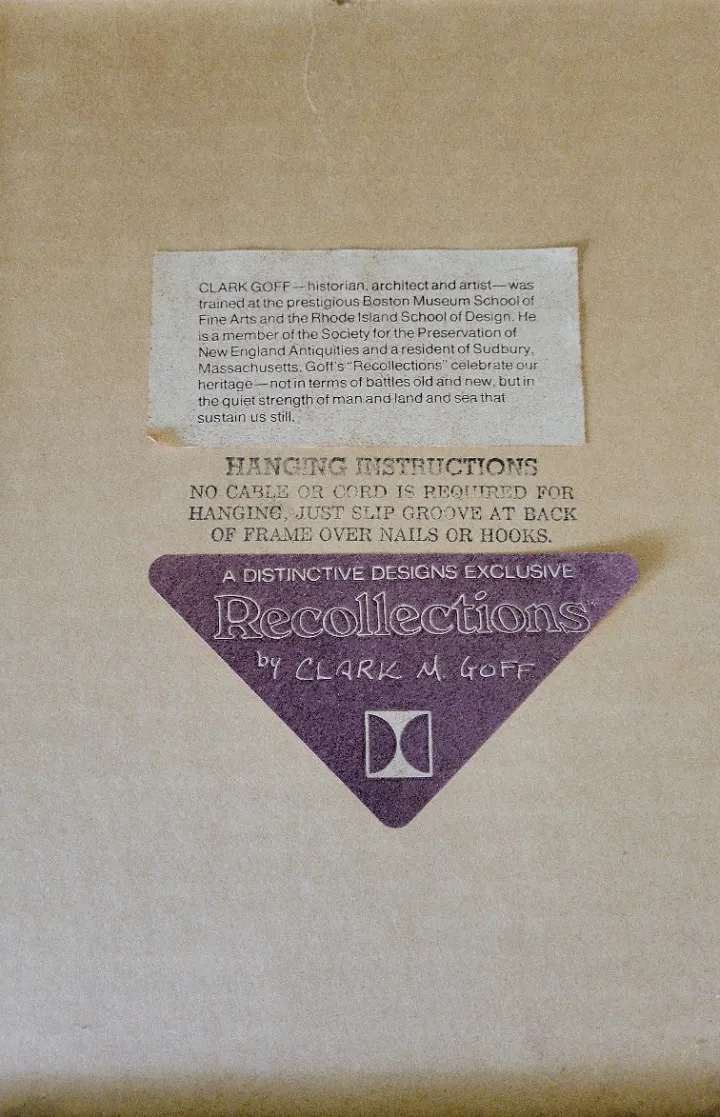 CLARK GOFF—historian, architect and artist—was
trained at the prestigious Boston Museum School of
Fine Arts and the Rhode Island School of Design. He
is a member of the Society for the Preservation of
New England Antiquities and a resident of Sudbury,
Massachusetts. Goff's "Recollections" celebrate our
heritage—not in terms of battles old and new, but in
the quiet strength of man and land and sea that
sustain us still.
HANGING INSTRUCTIONS
NO CABLE OR CORD IS REQUIRED FOR
HANGING, JUST SLIP GROOVE AT BACK
OF FRAME OVER NAILS OR HOOKS.
A DISTINCTIVE DESIGNS EXCLUSIVE
Recollections™
by CLARK M. GOFF